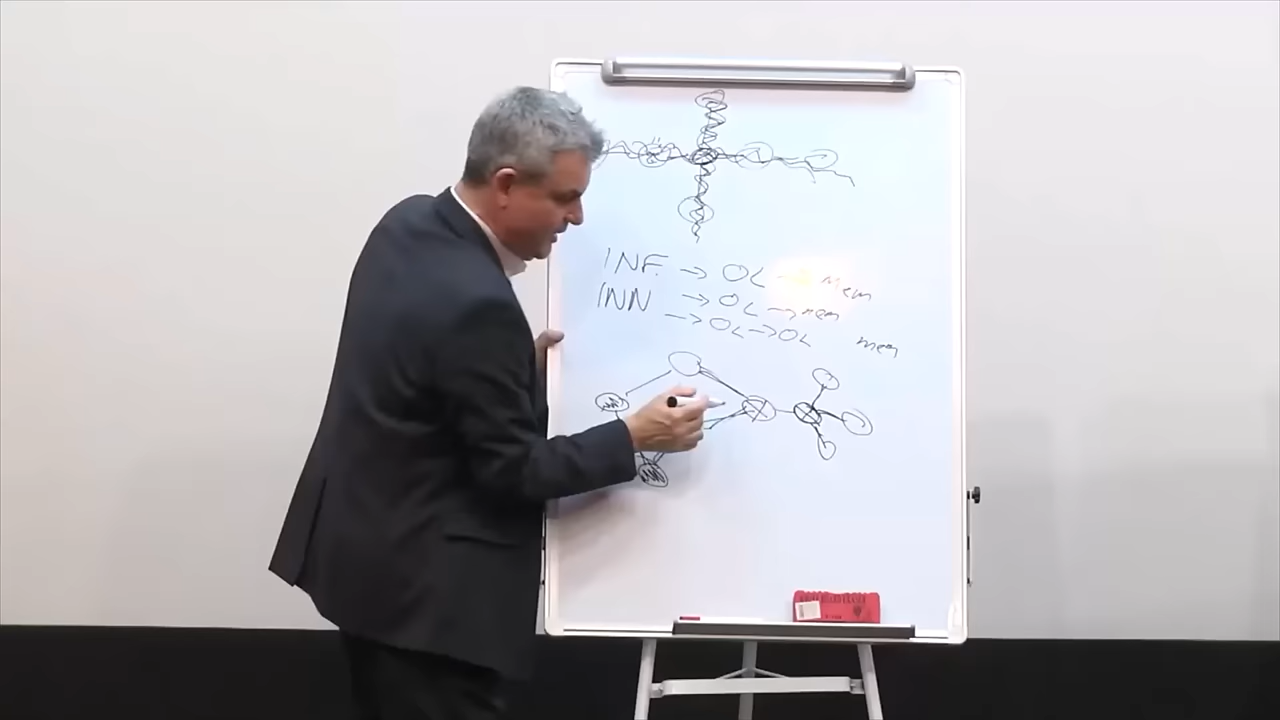 INF. → OL → mem
INN → OL → mem
→ OL → OL mem